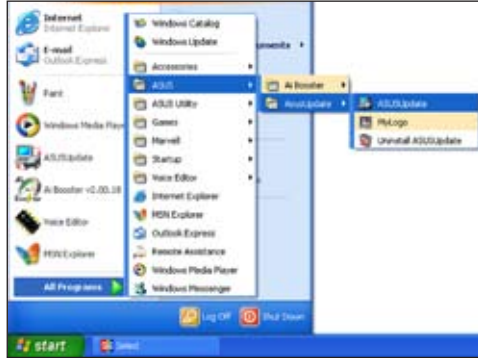 Internet
Internet Explorer
E-mail
Outlook Express
Paint
Windows Media Player
ASUSUpdate
Ai Booster v2.00.18
Voice Editor
MSN Explorer
All Programs
Windows Catalog
Windows Update
Accessories
ASUS
ASUS Utility
Games
Marvell
Startup
Voice Editor
Internet Explorer
MSN Explorer
Outlook Express
Remote Assistance
Windows Media Player
Windows Messenger
Ai Booster
AsusUpdate
ASUSUpdate
MyLogo
Uninstall ASUSUpdate
Log Off
Shut Down
start